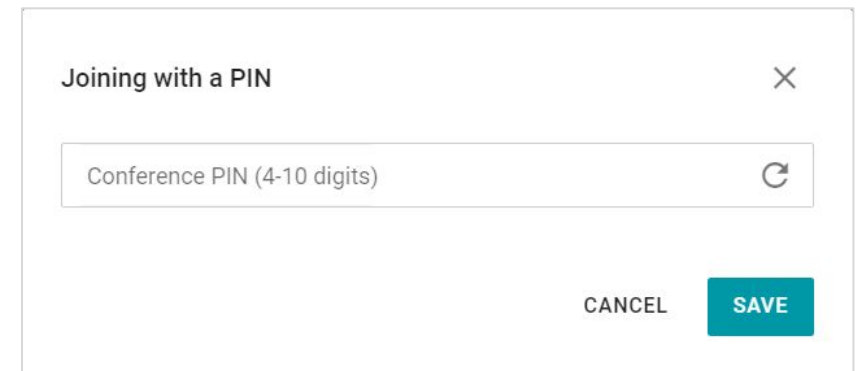 Joining with a PIN
Conference PIN (4-10 digits)
CANCEL SAVE